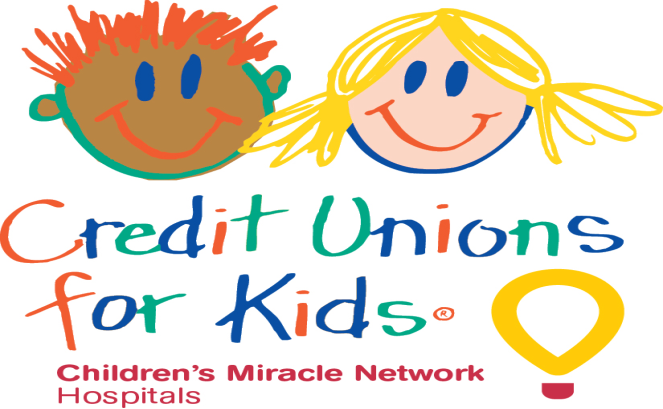 Credit Unions
for Kids®
Children's Miracle Network
Hospitals